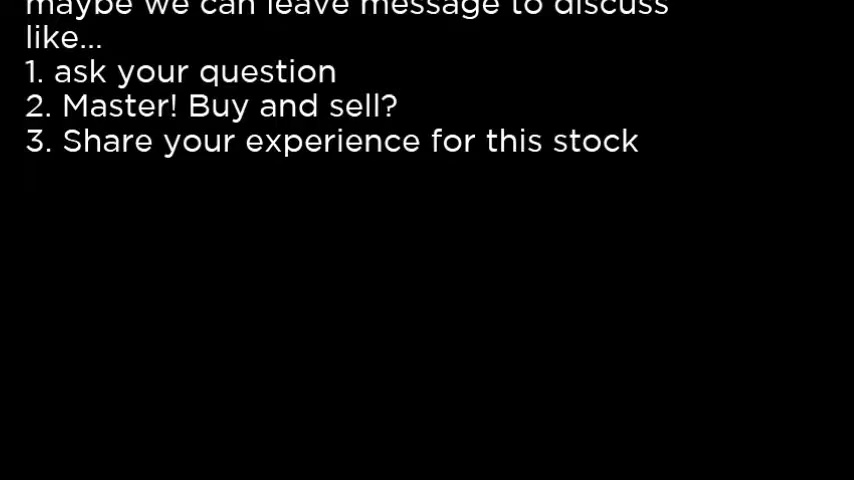 maybe we can leave message to discuss
like...
1. ask your question
2. Master! Buy and sell?
3. Share your experience for this stock